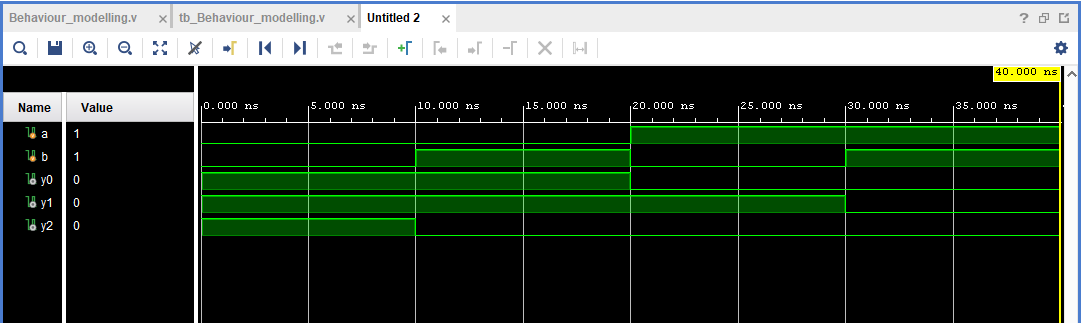 Behaviour_modelling.v × tb_Behaviour_modelling.v × Untitled 2 × ?
40.000 ns
Name Value 0.000 ns 5.000 ns 10.000 ns 15.000 ns 20.000 ns 25.000 ns 30.000 ns 35.000 ns
a 1
b 1
y0 0
y1 0
y2 0